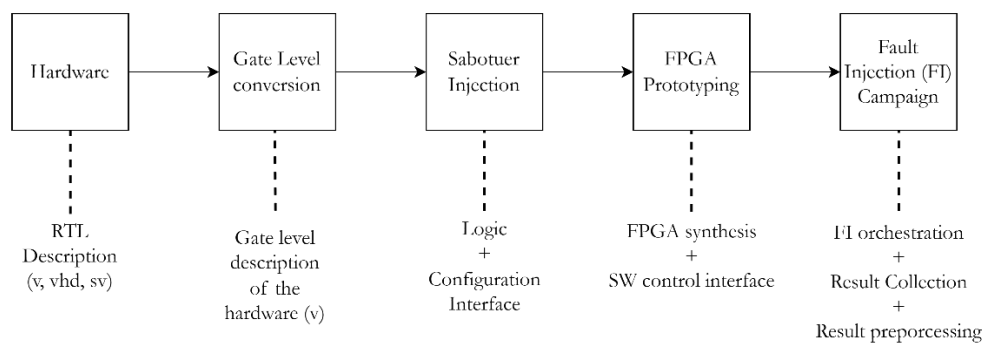 Hardware
Gate Level
conversion
Sabotuer
Injection
FPGA
Prototyping
Fault
Injection (FI)
Campaign
RTL
Description
(v, vhd, sv)
Gate level
description
of the
hardware (v)
Logic
+
Configuration
Interface
FPGA synthesis
+
SW control interface
FI orchestration
+
Result Collection
+
Result preporcessing